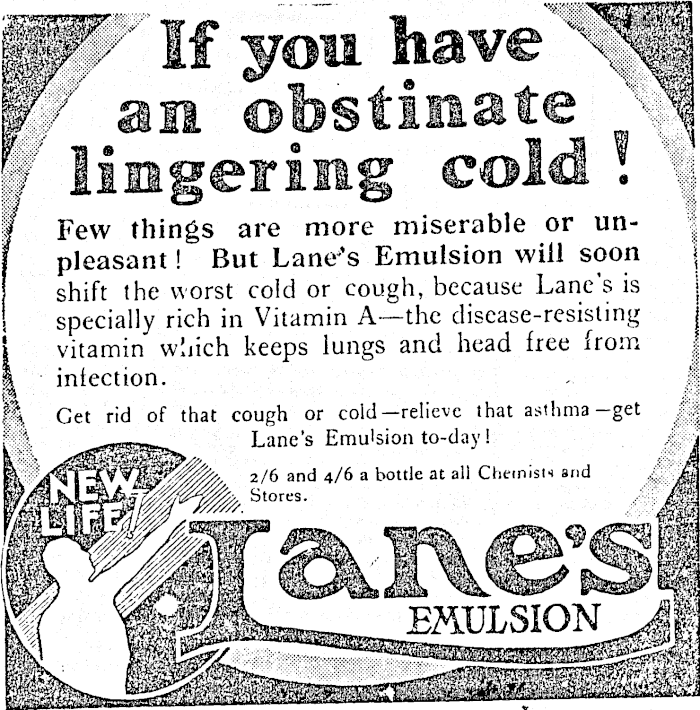 If you have
an obstinate
lingering cold!
Few things are more miserable or un-
pleasant! But Lane's Emulsion will soon
shift the worst cold or cough, because Lane's is
specially rich in Vitamin A—the disease-resisting
vitamin which keeps lungs and head free from
infection.
Get rid of that cough or cold—relieve that asthma—get
Lane's Emulsion to-day!
2/6 and 4/6 a bottle at all Chemists and
Stores.
NEW
LIFE!
Lane's
EMULSION